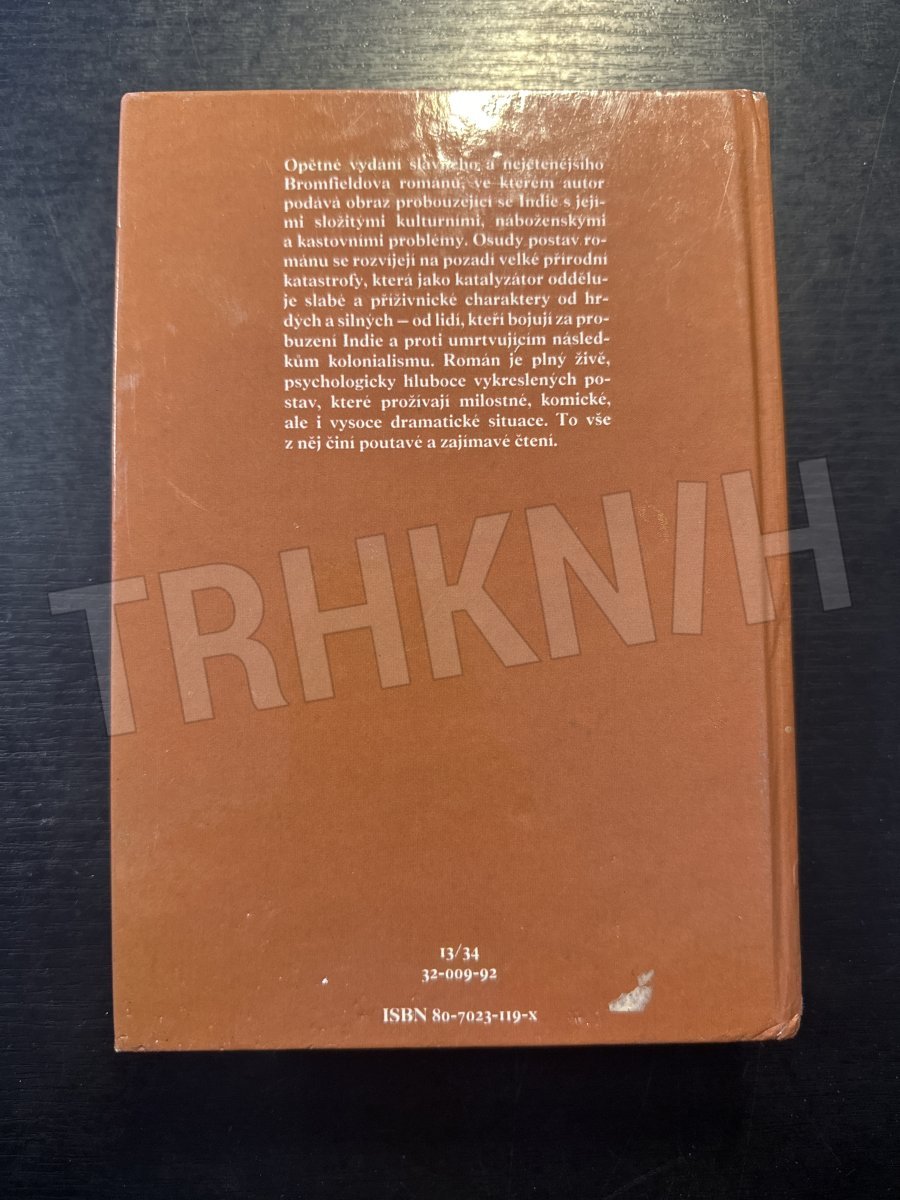 Opětné vydání slavného a nejčtenějšího
Bromfieldova románu, ve kterém autor
podává obraz probouzející se Indie s její-
mi složitými kulturními, náboženskými
a kastovními problémy. Osudy postav ro-
mánu se rozvíjejí na pozadí velké přírodní
katastrofy, která jako katalyzátor odděluˇ
je slabé a příživnické charaktery od hr-
dých a silných – od lidí, kteří bojují za pro-
buzení Indie a proti umrtvujícím násled-
kům kolonialismu. Román je plný živě,
psychologicky hluboce vykreslených po-
stav, které prožívají milostné, komické,
ale i vysoce dramatické situace. To vše
z něj činí poutavé a zajímavé čtení.
TRHKNIH
13/34
32-009-92
ISBN 80-7023-119-x